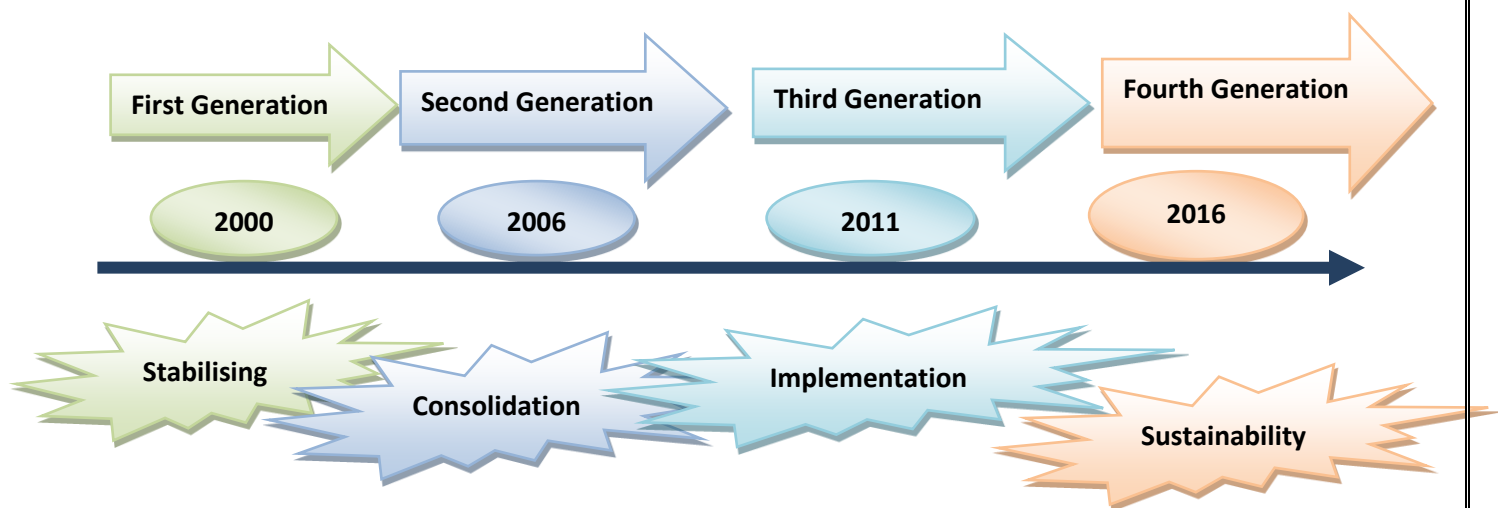 First Generation
Second Generation
Third Generation
Fourth Generation
2000
2006
2011
2016
Stabilising
Consolidation
Implementation
Sustainability